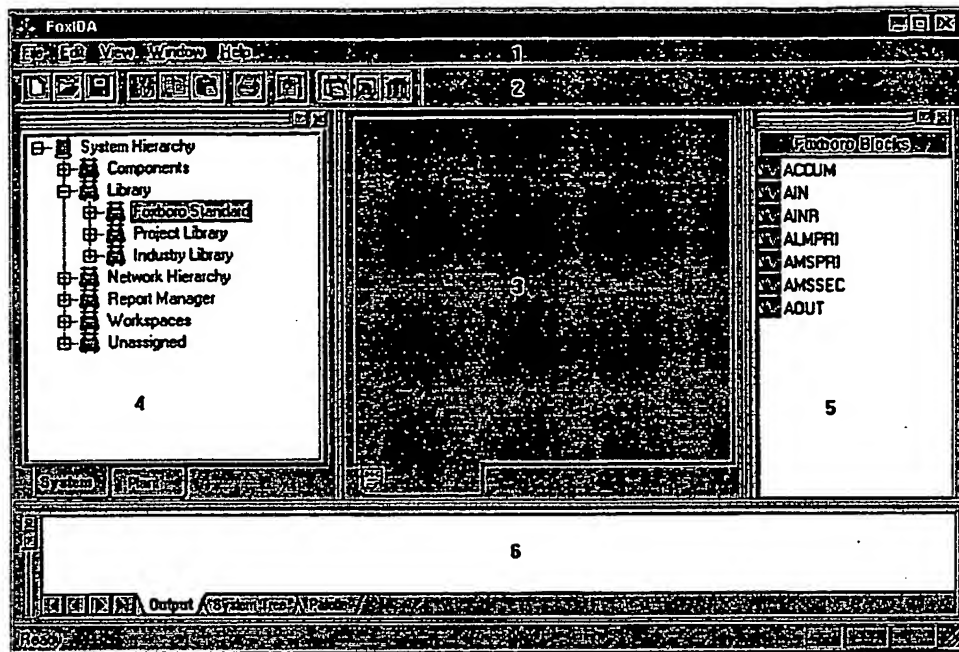 FoxIDA
File Edit View Window Help
1
2
System Hierarchy
Components
Library
Foxboro Standard
Project Library
Industry Library
Network Hierarchy
Report Manager
Workspaces
Unassigned
4
System Plant
3
Foxboro Blocks
ACCUM
AIN
AINR
ALMPRI
AMSPRI
AMSSEC
AOUT
5
6
Output System Tree Palette
Ready